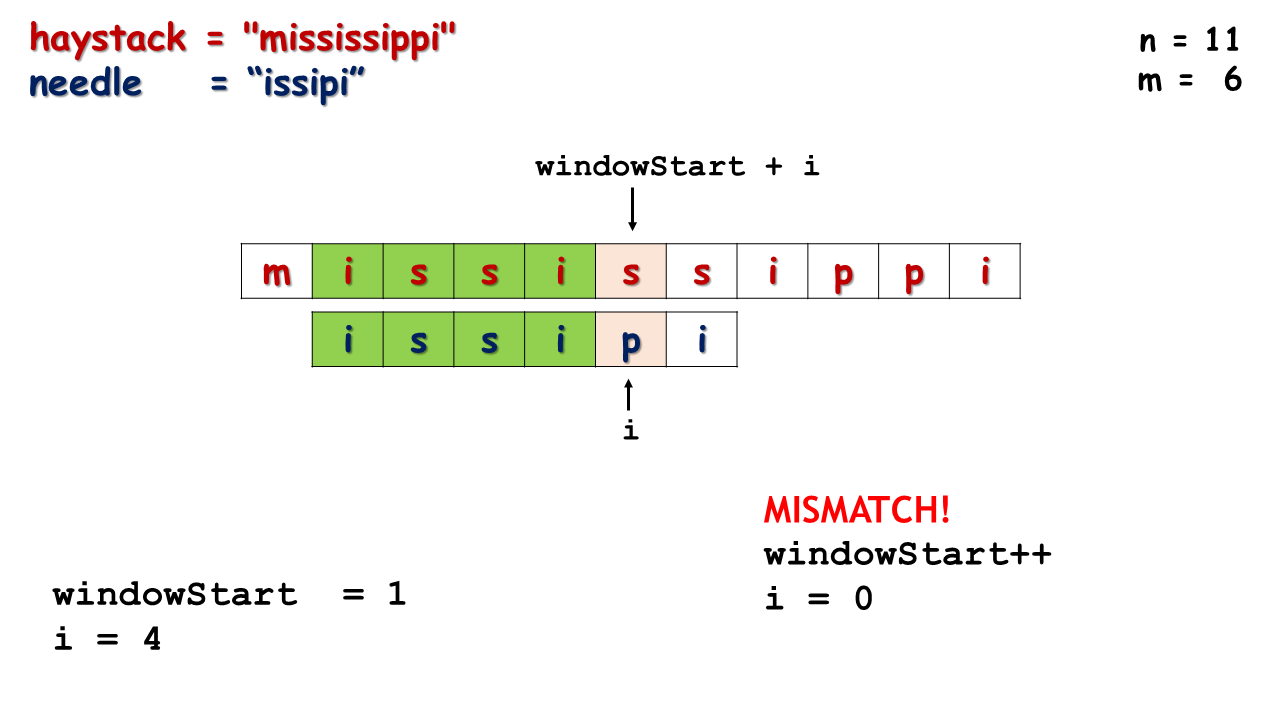 haystack = "mississippi"
needle = “issipi”
n = 11
m = 6
windowStart + i
m i s s i s s i p p i
i s s i p i
i
MISMATCH!
windowStart++
i = 0
windowStart = 1
i = 4